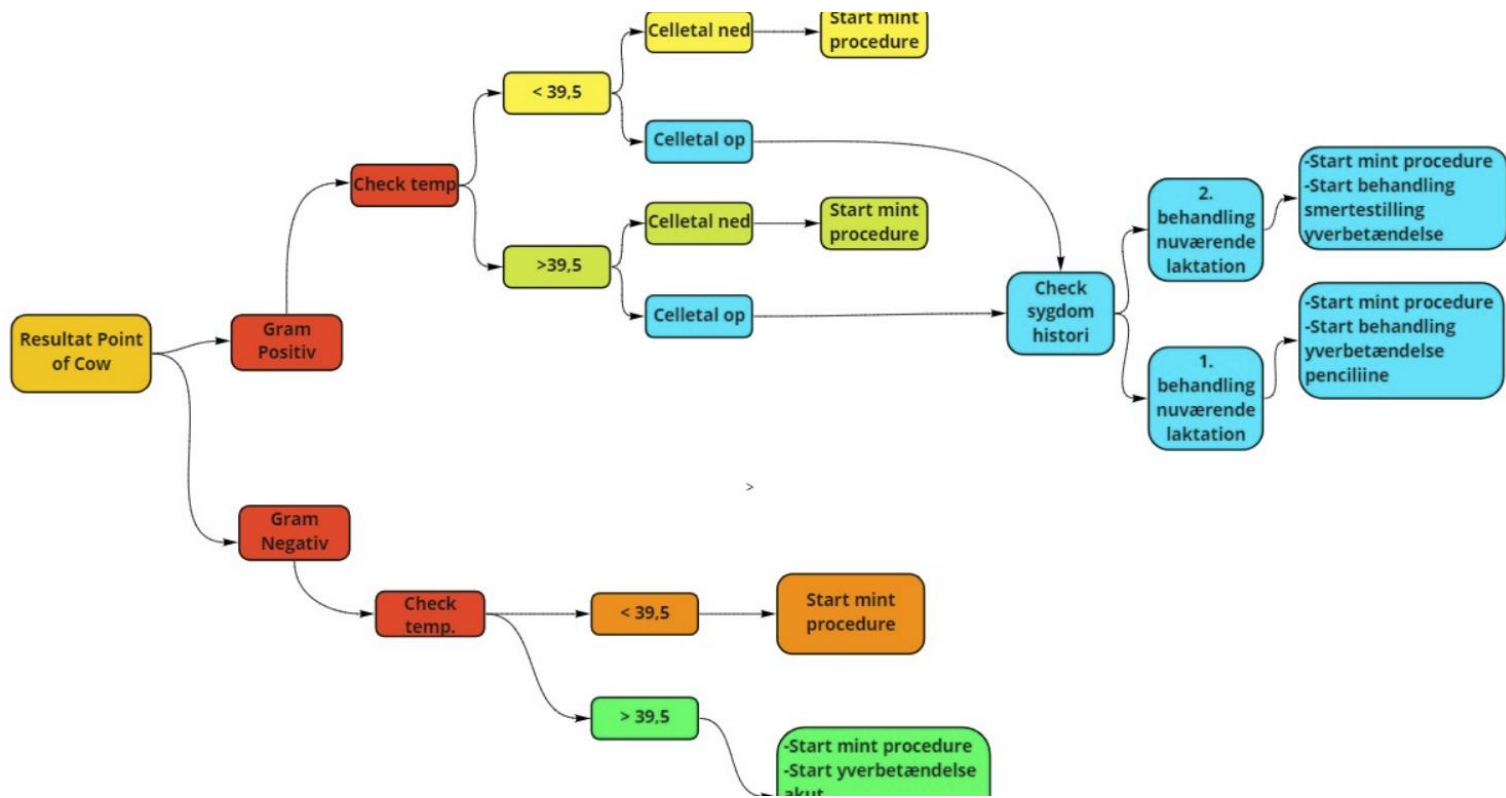 Celletal ned
Start mint
procedure
< 39,5
Celletal op
Check temp
Celletal ned
Start mint
procedure
>39,5
Celletal op
Check
sygdom
histori
2.
behandling
nuværende
laktation
-Start mint procedure
-Start behandling
smertestilling
yverbetændelse
1.
behandling
nuværende
laktation
-Start mint procedure
-Start behandling
yverbetændelse
penciliine
Resultat Point
of Cow
Gram
Positiv
>
Gram
Negativ
Check
temp.
< 39,5
Start mint
procedure
> 39,5
-Start mint procedure
-Start yverbetændelse
akut